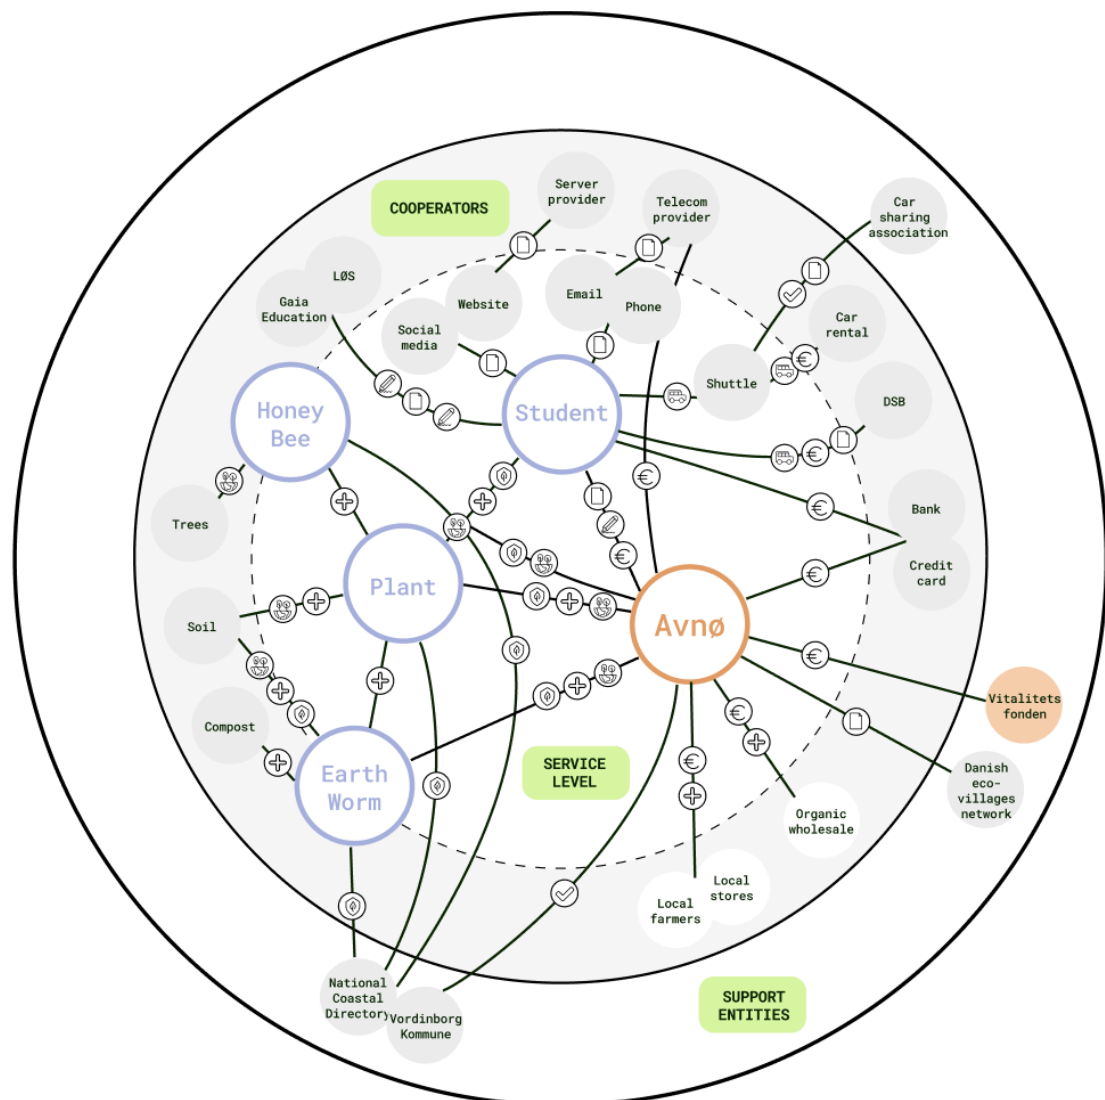 COOPERATORS
Server
provider
Telecom
provider
Car
sharing
association
LØS
Gaia
Education
Website
Email
Phone
Social
media
Car
rental
Shuttle
DSB
Honey
Bee
Student
Trees
Bank
Credit
card
Plant
Avnø
Soil
Compost
Earth
Worm
SERVICE
LEVEL
Vitalitets
fonden
Danish
eco-
villages
network
Organic
wholesale
Local
stores
Local
farmers
National
Coastal
Directory
Vordinborg
Kommune
SUPPORT
ENTITIES
€
€
€
€
€
€
€
€
€
€